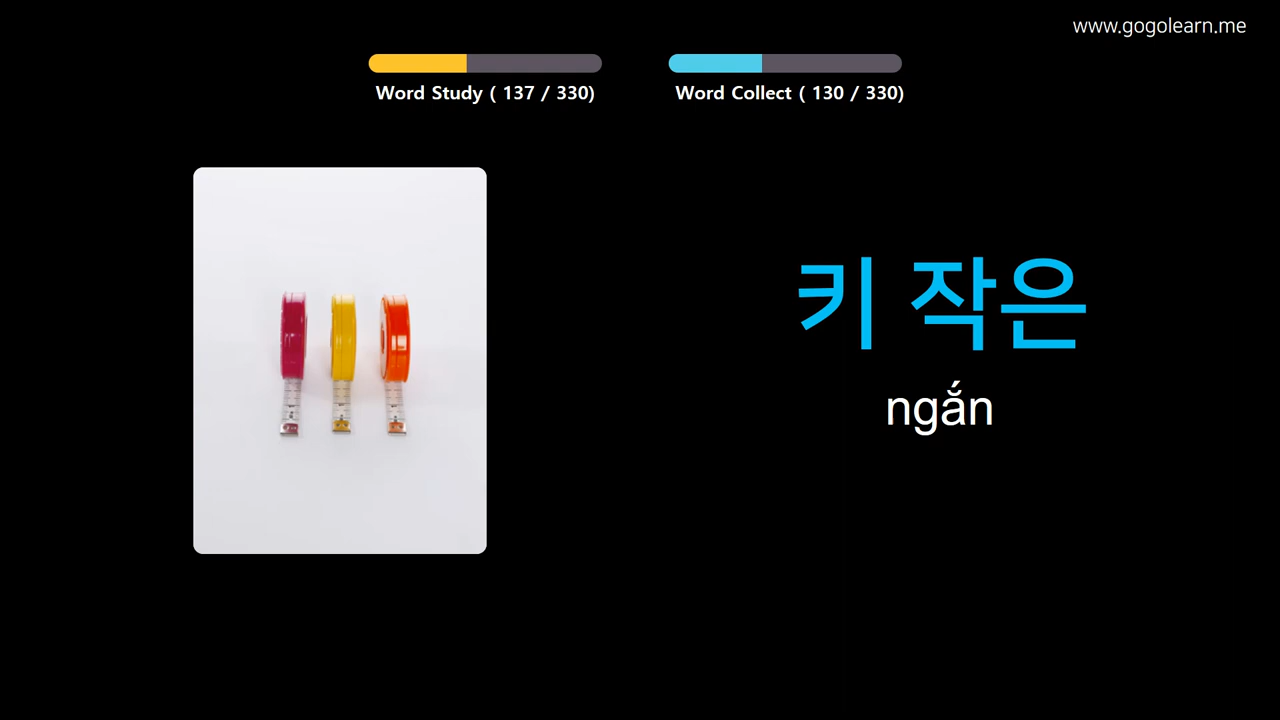 www.gogolearn.me
Word Study ( 137 / 330)
Word Collect ( 130 / 330)
키 작은
ngắn